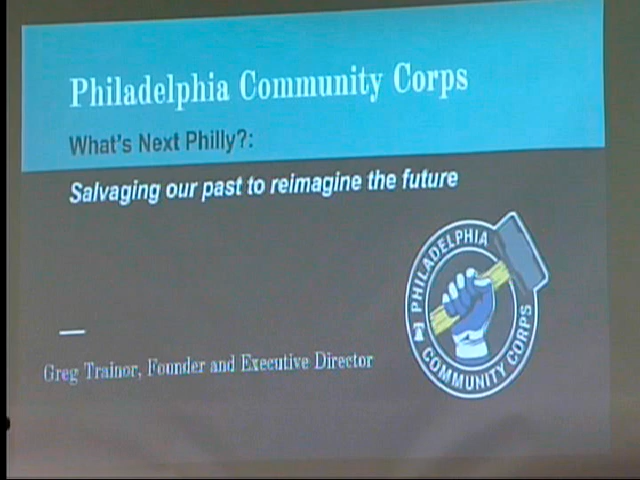 Philadelphia Community Corps
What's Next Philly?:
Salvaging our past to reimagine the future
PHILADELPHIA
COMMUNITY CORPS
Greg Trainor, Founder and Executive Director